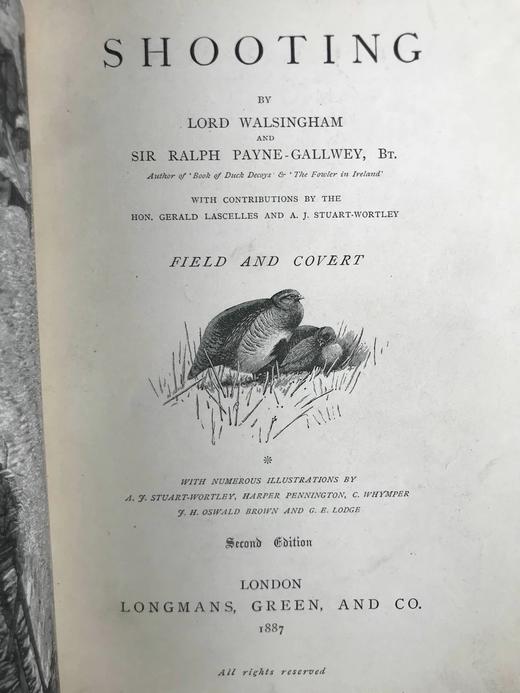 SHOOTING
BY
LORD WALSINGHAM
AND
SIR RALPH PAYNE-GALLWEY, BT.
Author of 'Book of Duck Decoys' & 'The Fowler in Ireland'
WITH CONTRIBUTIONS BY THE
HON. GERALD LASCELLES AND A. J. STUART-WORTLEY
FIELD AND COVERT
*
WITH NUMEROUS ILLUSTRATIONS BY
A. J. STUART-WORTLEY, HARPER PENNINGTON, C. WHYMPER
J. H. OSWALD BROWN AND G. E. LODGE
Second Edition
LONDON
LONGMANS, GREEN, AND CO.
1887
All rights reserved